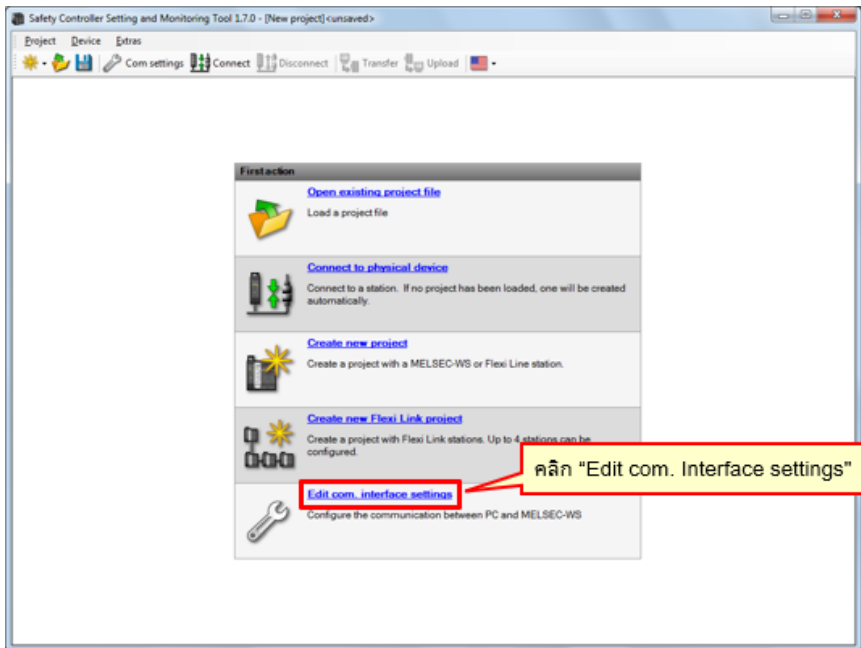 Safety Controller Setting and Monitoring Tool 1.7.0 - [New project] <unsaved>
Project Device Extras
Com settings Connect Disconnect Transfer Upload
First action
Open existing project file
Load a project file
Connect to physical device
Connect to a station. If no project has been loaded, one will be created
automatically.
Create new project
Create a project with a MELSEC-WS or Flexi Line station.
Create new Flexi Link project
Create a project with Flexi Link stations. Up to 4 stations can be
configured.
คลิก "Edit com. Interface settings"
Edit com. interface settings
Configure the communication between PC and MELSEC-WS